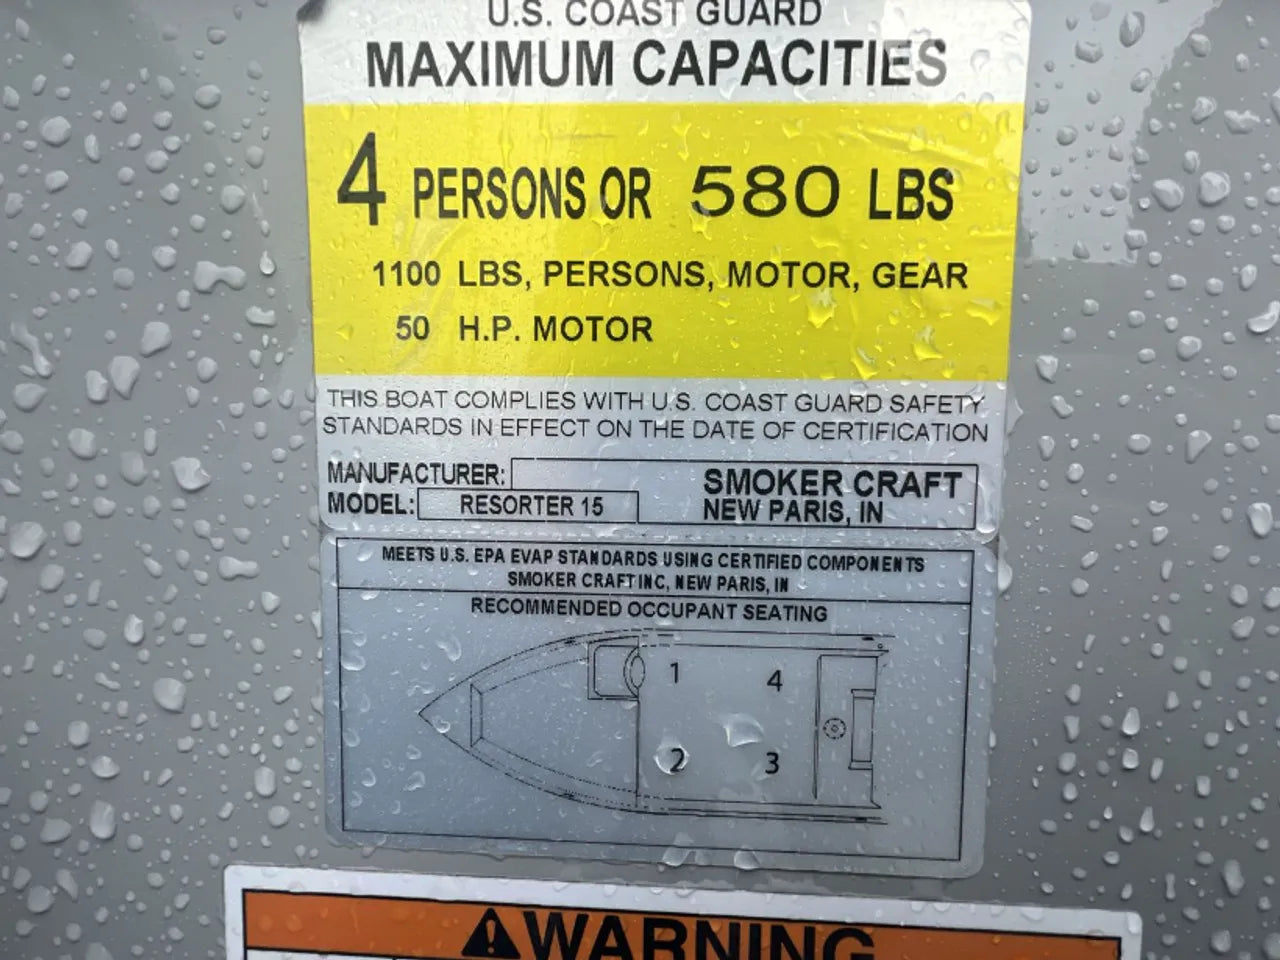 U.S. COAST GUARD
MAXIMUM CAPACITIES
4 PERSONS OR 580 LBS
1100 LBS, PERSONS, MOTOR, GEAR
50 H.P. MOTOR
THIS BOAT COMPLIES WITH U.S. COAST GUARD SAFETY
STANDARDS IN EFFECT ON THE DATE OF CERTIFICATION
MANUFACTURER: SMOKER CRAFT
MODEL: RESORTER 15 NEW PARIS, IN
MEETS U.S. EPA EVAP STANDARDS USING CERTIFIED COMPONENTS
SMOKER CRAFT INC, NEW PARIS, IN
RECOMMENDED OCCUPANT SEATING
1 4
2 3
WARNING